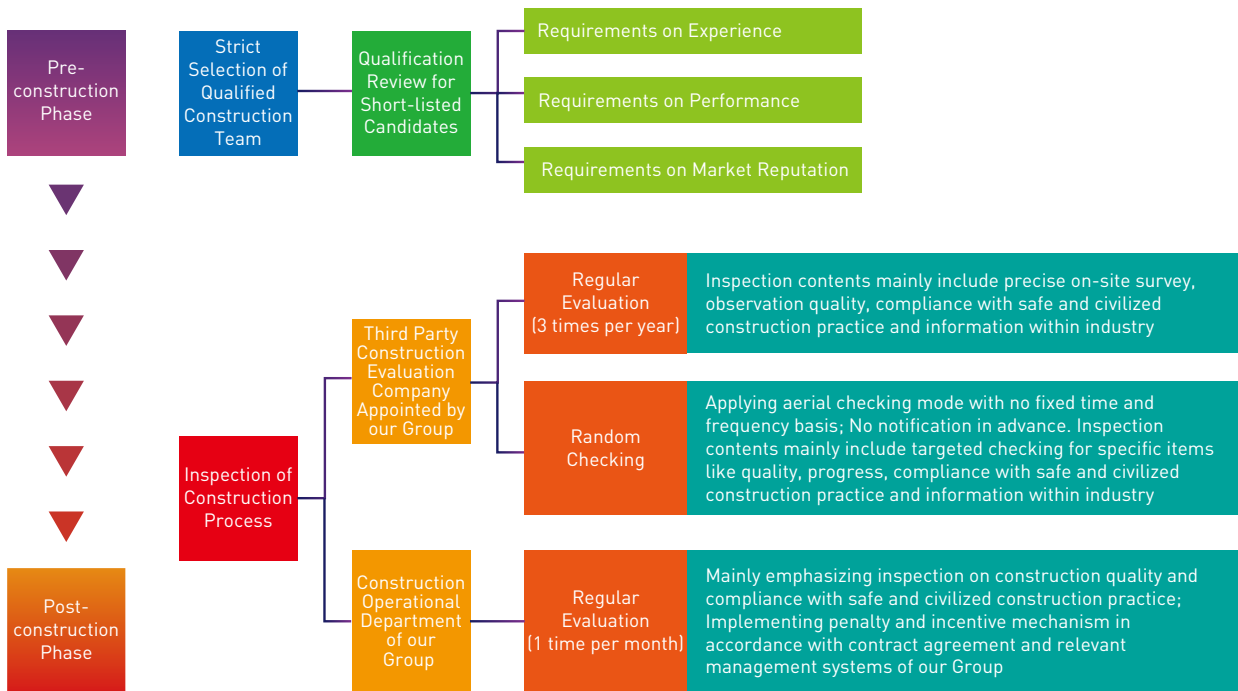 Pre-
construction
Phase
Strict
Selection of
Qualified
Construction
Team
Qualification
Review for
Short-listed
Candidates
Requirements on Experience
Requirements on Performance
Requirements on Market Reputation
Inspection of
Construction
Process
Third Party
Construction
Evaluation
Company
Appointed by
our Group
Regular
Evaluation
(3 times per year)
Inspection contents mainly include precise on-site survey,
observation quality, compliance with safe and civilized
construction practice and information within industry
Random
Checking
Applying aerial checking mode with no fixed time and
frequency basis; No notification in advance. Inspection
contents mainly include targeted checking for specific items
like quality, progress, compliance with safe and civilized
construction practice and information within industry
Construction
Operational
Department
of our
Group
Regular
Evaluation
(1 time per month)
Mainly emphasizing inspection on construction quality and
compliance with safe and civilized construction practice;
Implementing penalty and incentive mechanism in
accordance with contract agreement and relevant
management systems of our Group
Post-
construction
Phase